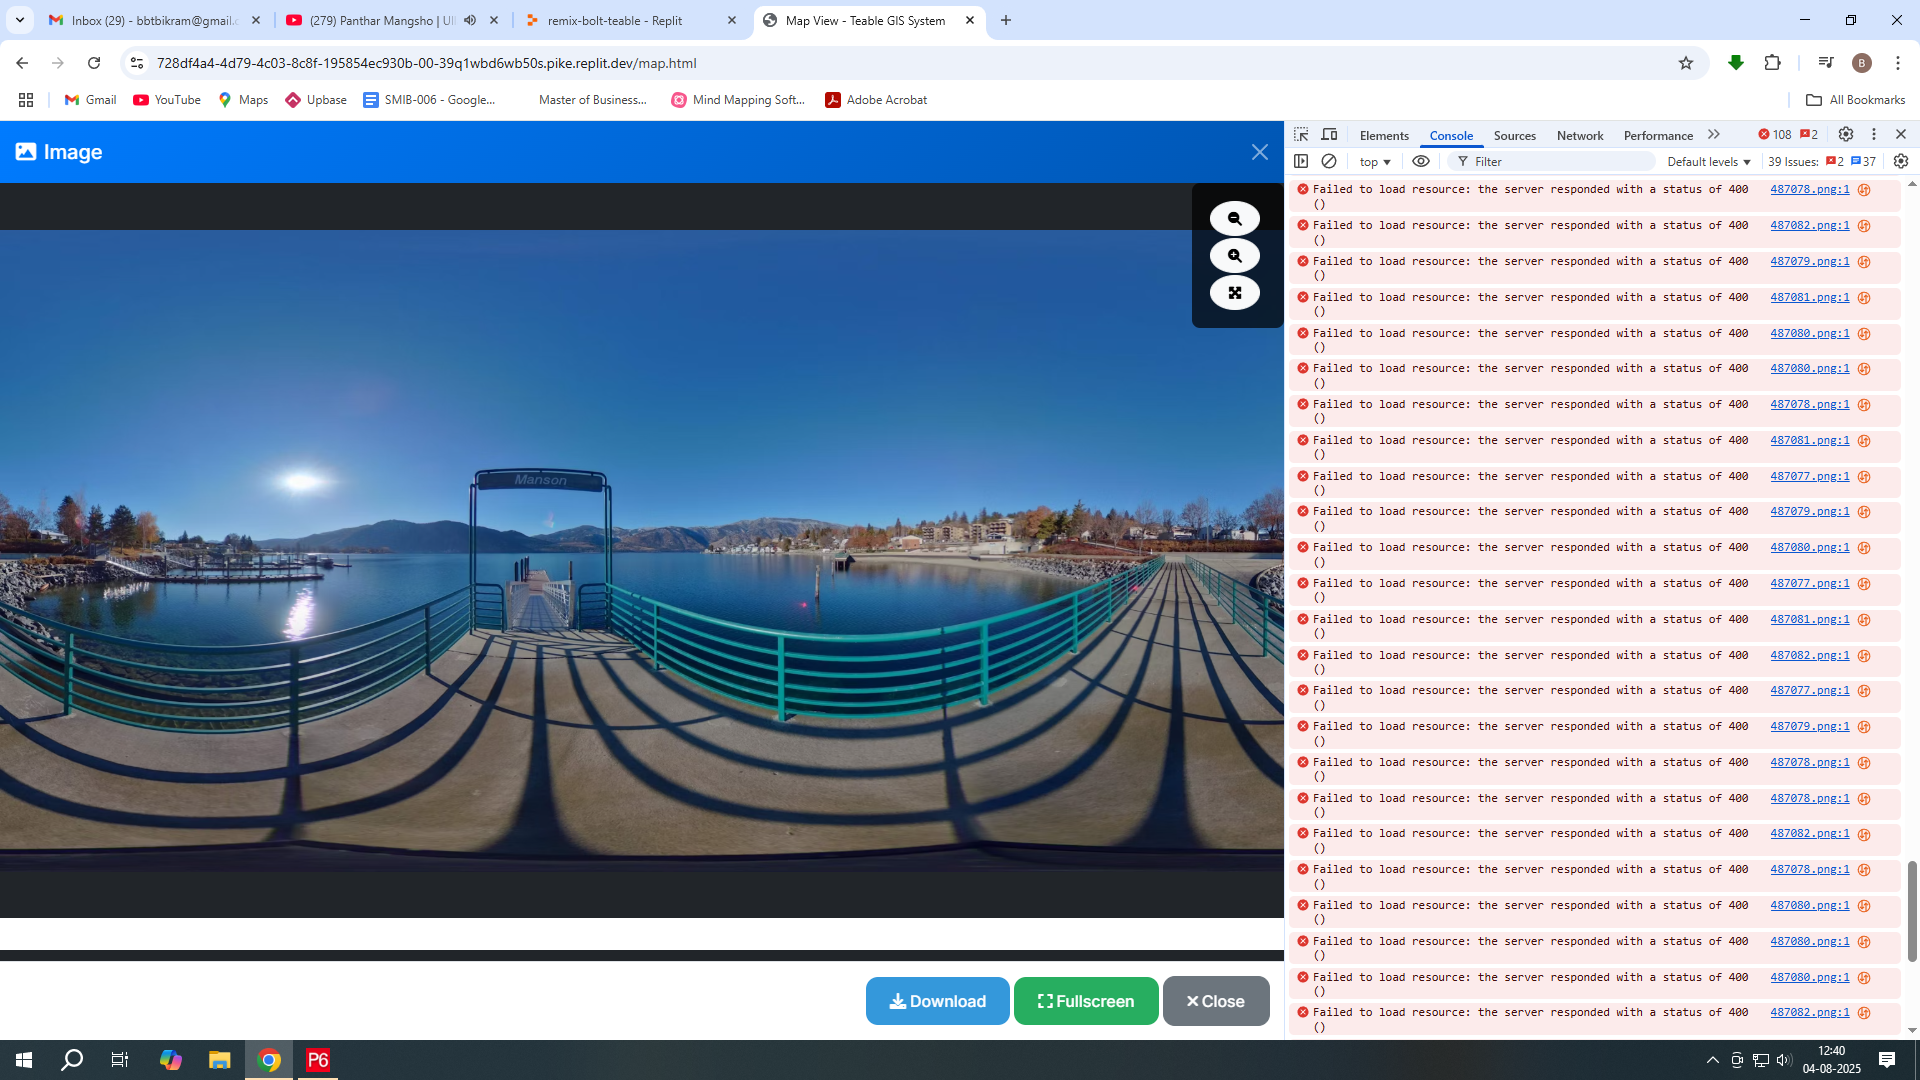 Inbox (29) - bbtbikram@gmail.c
(279) Panthar Mangsho | Ull
remix-bolt-teable - Replit
Map View - Teable GIS System
728df4a4-4d79-4c03-8c8f-195854ec930b-00-39q1wbd6wb50s.pike.replit.dev/map.html
B
Gmail
YouTube
Maps
Upbase
SMIB-006 - Google...
Master of Business...
Mind Mapping Soft...
Adobe Acrobat
All Bookmarks
Image
Manson
Download
Fullscreen
Close
Elements Console Sources Network Performance 108 2
top Filter Default levels 39 Issues: 2 37
Failed to load resource: the server responded with a status of 400 487078.png:1
()
Failed to load resource: the server responded with a status of 400 487082.png:1
()
Failed to load resource: the server responded with a status of 400 487079.png:1
()
Failed to load resource: the server responded with a status of 400 487081.png:1
()
Failed to load resource: the server responded with a status of 400 487080.png:1
()
Failed to load resource: the server responded with a status of 400 487080.png:1
()
Failed to load resource: the server responded with a status of 400 487078.png:1
()
Failed to load resource: the server responded with a status of 400 487081.png:1
()
Failed to load resource: the server responded with a status of 400 487077.png:1
()
Failed to load resource: the server responded with a status of 400 487079.png:1
()
Failed to load resource: the server responded with a status of 400 487080.png:1
()
Failed to load resource: the server responded with a status of 400 487077.png:1
()
Failed to load resource: the server responded with a status of 400 487081.png:1
()
Failed to load resource: the server responded with a status of 400 487082.png:1
()
Failed to load resource: the server responded with a status of 400 487077.png:1
()
Failed to load resource: the server responded with a status of 400 487079.png:1
()
Failed to load resource: the server responded with a status of 400 487078.png:1
()
Failed to load resource: the server responded with a status of 400 487078.png:1
()
Failed to load resource: the server responded with a status of 400 487082.png:1
()
Failed to load resource: the server responded with a status of 400 487078.png:1
()
Failed to load resource: the server responded with a status of 400 487080.png:1
()
Failed to load resource: the server responded with a status of 400 487080.png:1
()
Failed to load resource: the server responded with a status of 400 487080.png:1
()
Failed to load resource: the server responded with a status of 400 487082.png:1
()
P6
12:40
04-08-2025